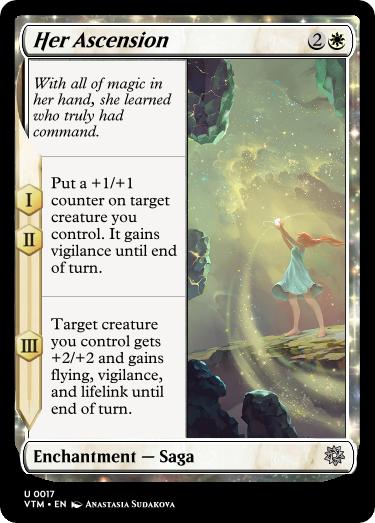 Her Ascension
2
With all of magic in
her hand, she learned
who truly had
command.
I
II
Put a +1/+1
counter on target
creature you
control. It gains
vigilance until end
of turn.
III
Target creature
you control gets
+2/+2 and gains
flying, vigilance,
and lifelink until
end of turn.
Enchantment — Saga
U 0017
VTM • EN Anastasia Sudakova